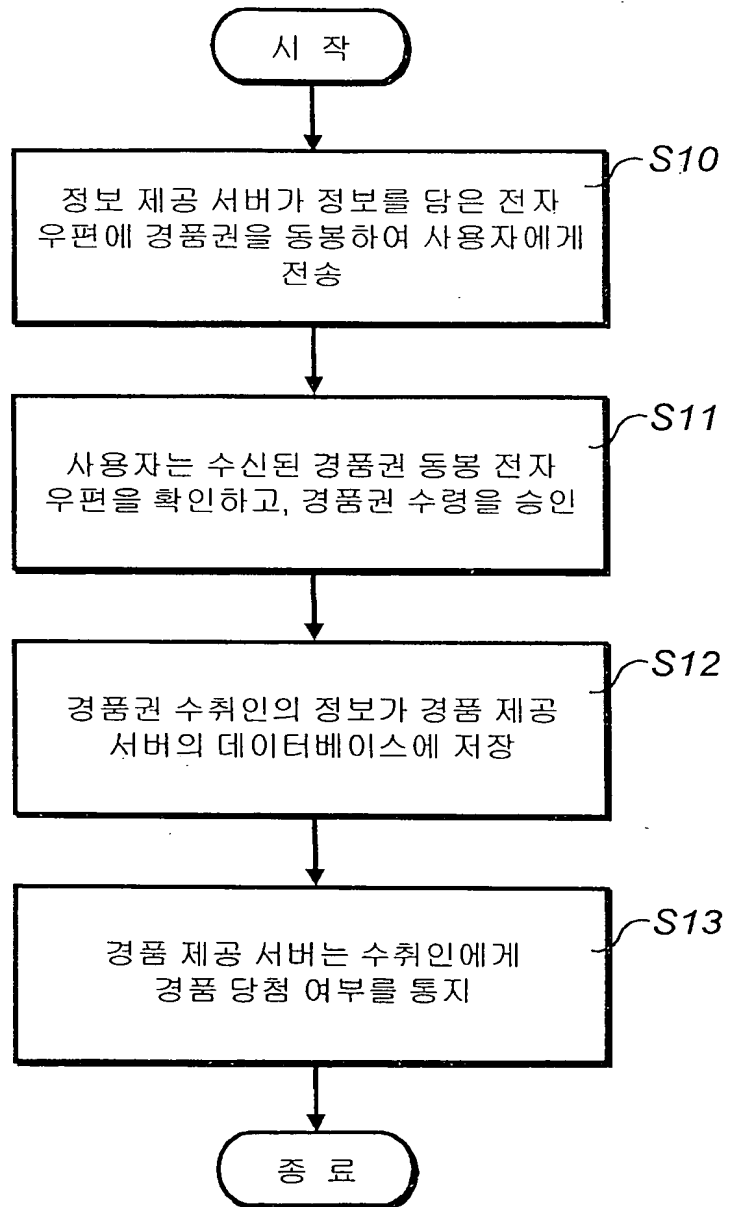 시 작
S10
정보 제공 서버가 정보를 담은 전자
우편에 경품권을 동봉하여 사용자에게
전송
S11
사용자는 수신된 경품권 동봉 전자
우편을 확인하고, 경품권 수령을 승인
S12
경품권 수취인의 정보가 경품 제공
서버의 데이터베이스에 저장
S13
경품 제공 서버는 수취인에게
경품 당첨 여부를 통지
종 료